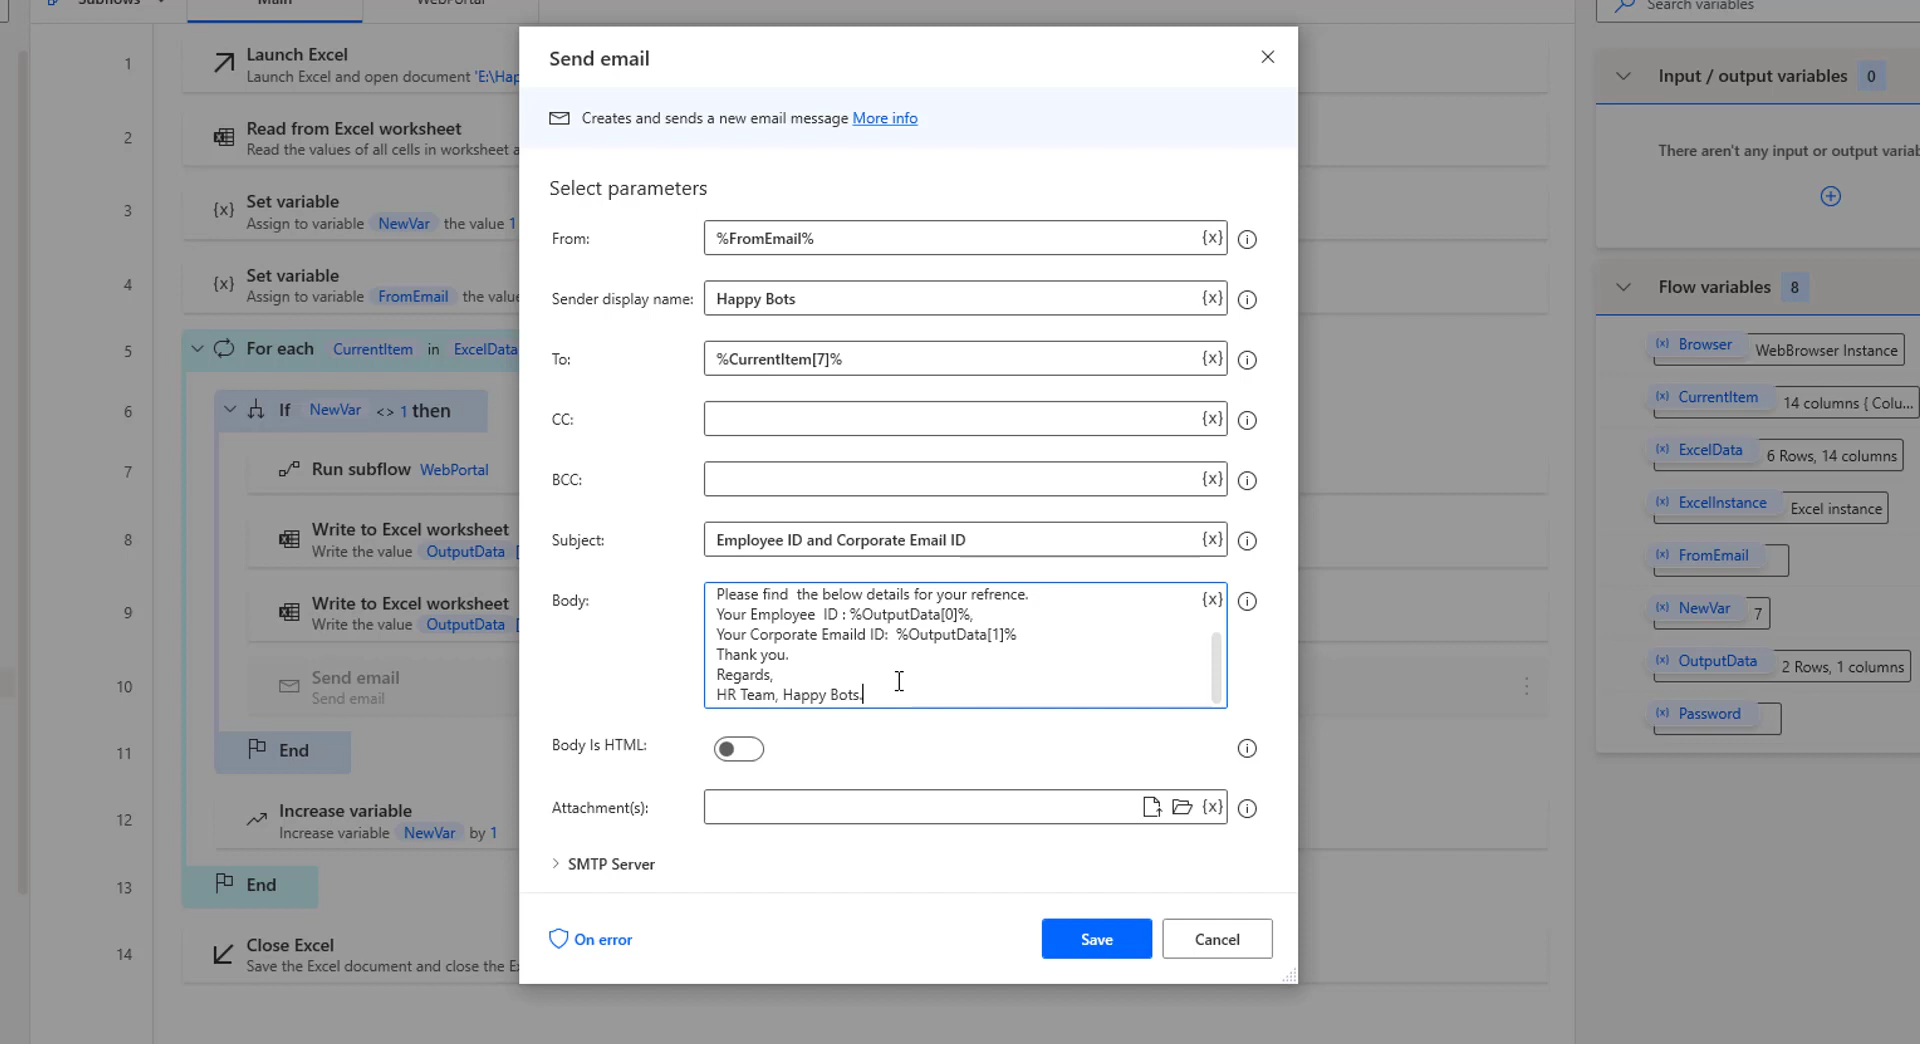 Subflows
Main
WebPortal
Search variables
1
Launch Excel
Launch Excel and open document 'E:\Hap
2
Read from Excel worksheet
Read the values of all cells in worksheet a
3
{x}
Set variable
Assign to variable NewVar the value 1
4
{x}
Set variable
Assign to variable FromEmail the value
5
For each CurrentItem in ExcelData
6
If NewVar <> 1 then
7
Run subflow WebPortal
8
Write to Excel worksheet
Write the value OutputData [
9
Write to Excel worksheet
Write the value OutputData [
10
Send email
Send email
11
End
12
Increase variable
Increase variable NewVar by 1
13
End
14
Close Excel
Save the Excel document and close the Ex
Send email
Creates and sends a new email message More info
Select parameters
From: %FromEmail% {x}
Sender display name: Happy Bots {x}
To: %CurrentItem[7]% {x}
CC: {x}
BCC: {x}
Subject: Employee ID and Corporate Email ID {x}
Body: {x}
Please find  the below details for your refrence.
Your Employee  ID : %OutputData[0]%,
Your Corporate Emaild ID:  %OutputData[1]%
Thank you.
Regards,
HR Team, Happy Bots.
Body Is HTML:
Attachment(s): {x}
SMTP Server
On error
Save
Cancel
Input / output variables 0
There aren't any input or output variab
Flow variables 8
(x) Browser WebBrowser Instance
(x) CurrentItem 14 columns { Colu...
(x) ExcelData 6 Rows, 14 columns
(x) ExcelInstance Excel instance
(x) FromEmail
(x) NewVar 7
(x) OutputData 2 Rows, 1 columns
(x) Password